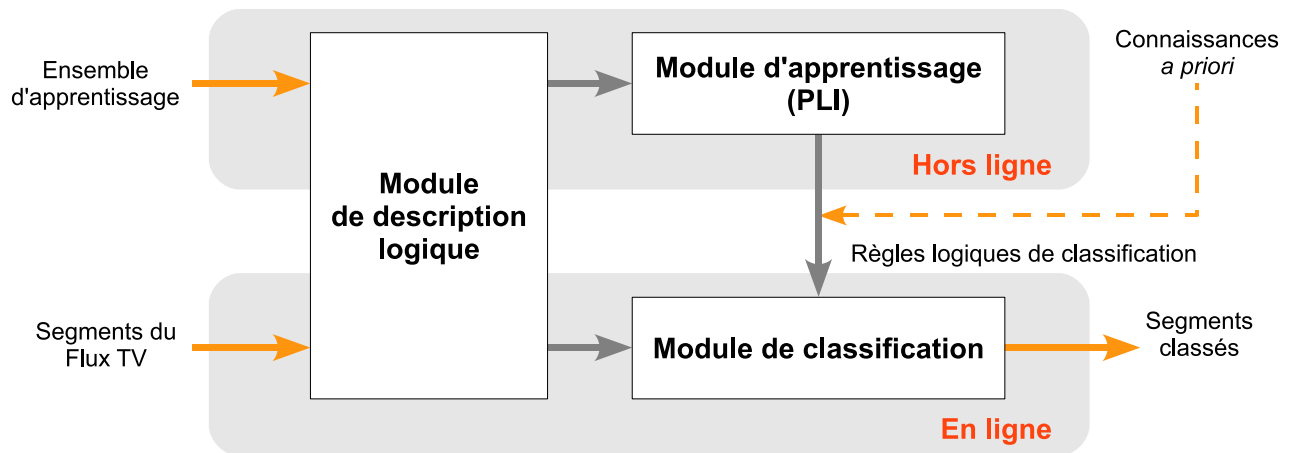 Ensemble
d'apprentissage
Module
de description
logique
Module d'apprentissage
(PLI)
Hors ligne
Connaissances
a priori
Règles logiques de classification
Segments du
Flux TV
Module de classification
En ligne
Segments
classés